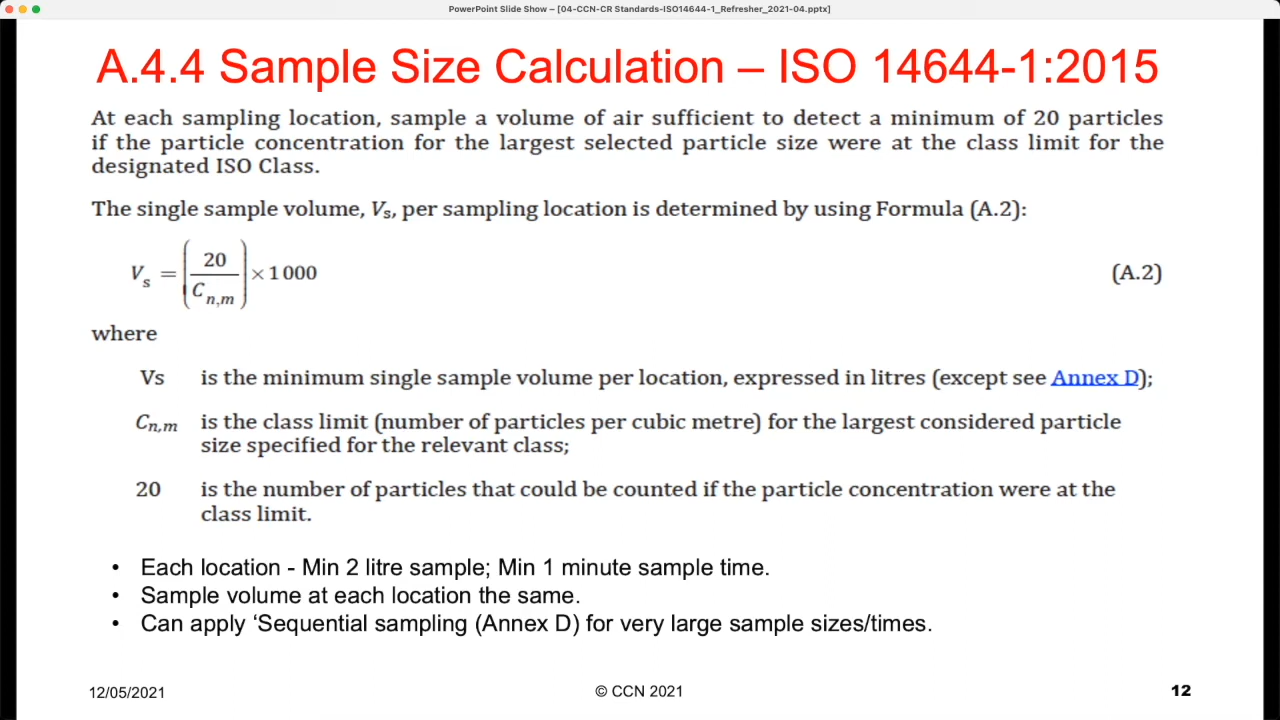 PowerPoint Slide Show – [04-CCN-CR Standards-ISO14644-1_Refresher_2021-04.pptx]
A.4.4 Sample Size Calculation – ISO 14644-1:2015
At each sampling location, sample a volume of air sufficient to detect a minimum of 20 particles
if the particle concentration for the largest selected particle size were at the class limit for the
designated ISO Class.
The single sample volume, Vs, per sampling location is determined by using Formula (A.2):
Vs = (20 / Cn,m) × 1 000 (A.2)
where
Vs is the minimum single sample volume per location, expressed in litres (except see Annex D);
Cn,m is the class limit (number of particles per cubic metre) for the largest considered particle
size specified for the relevant class;
20 is the number of particles that could be counted if the particle concentration were at the
class limit.
• Each location - Min 2 litre sample; Min 1 minute sample time.
• Sample volume at each location the same.
• Can apply ‘Sequential sampling (Annex D) for very large sample sizes/times.
12/05/2021 © CCN 2021 12